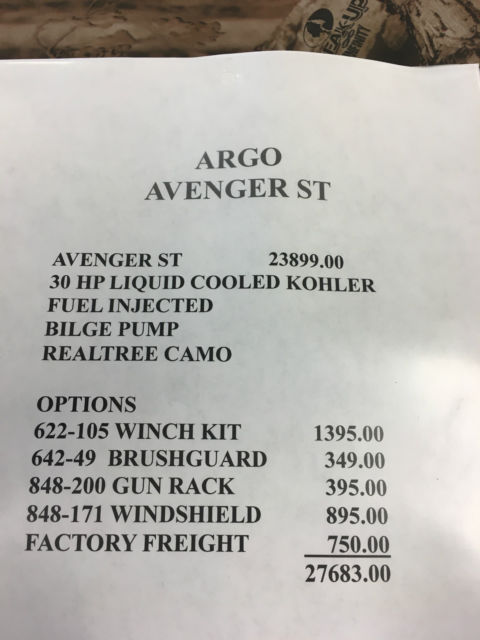 BREAK-UP
ARGO
AVENGER ST
AVENGER ST 23899.00
30 HP LIQUID COOLED KOHLER
FUEL INJECTED
BILGE PUMP
REALTREE CAMO
OPTIONS
622-105 WINCH KIT 1395.00
642-49 BRUSHGUARD 349.00
848-200 GUN RACK 395.00
848-171 WINDSHIELD 895.00
FACTORY FREIGHT 750.00
27683.00